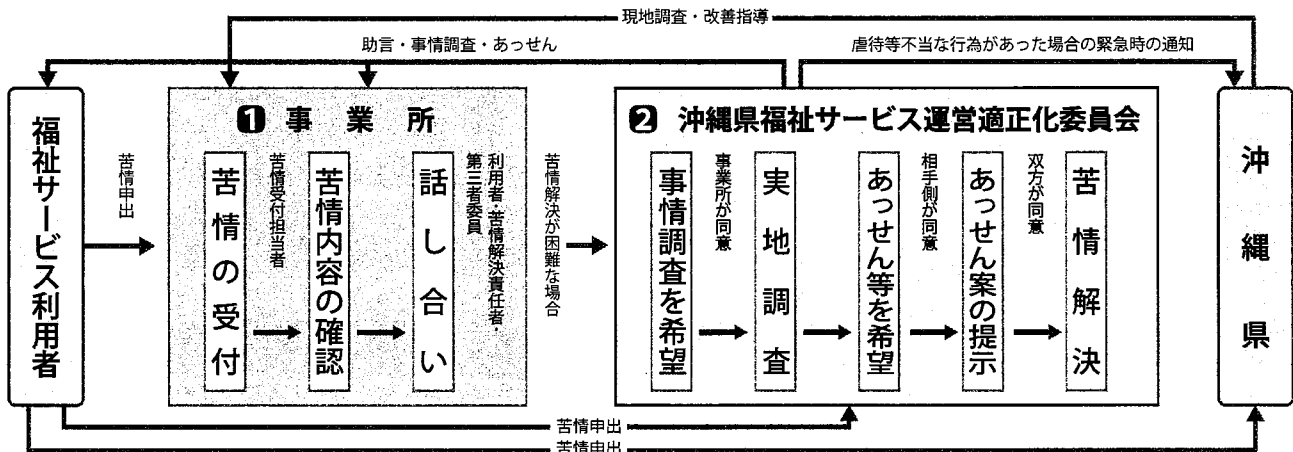 現地調査・改善指導
助言・事情調査・あっせん
虐待等不当な行為があった場合の緊急時の通知
福祉サービス利用者
苦情申出
1 事業所
苦情の受付
苦情受付担当者
苦情内容の確認
話し合い
利用者・苦情解決責任者・
第三者委員
苦情解決が困難な場合
2 沖縄県福祉サービス運営適正化委員会
事情調査を希望
事業所が同意
実地調査
あっせん等を希望
相手側が同意
あっせん案の提示
双方が同意
苦情解決
沖縄県
苦情申出
苦情申出